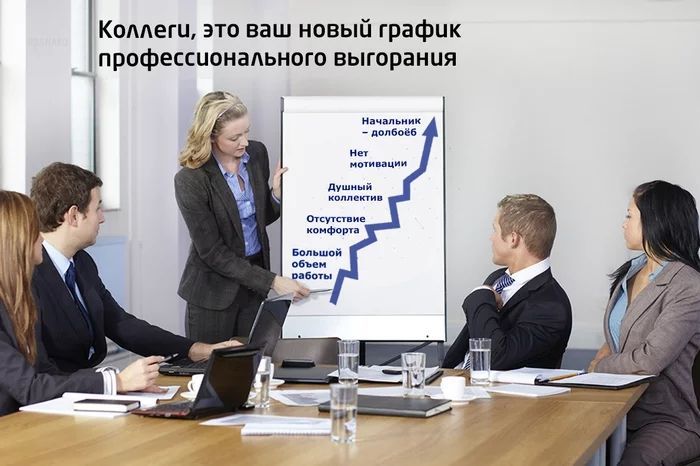 Коллеги, это ваш новый график
профессионального выгорания
Начальник
– долбоёб
Нет
мотивации
Душный
коллектив
Отсутствие
комфорта
Большой
объем
работы